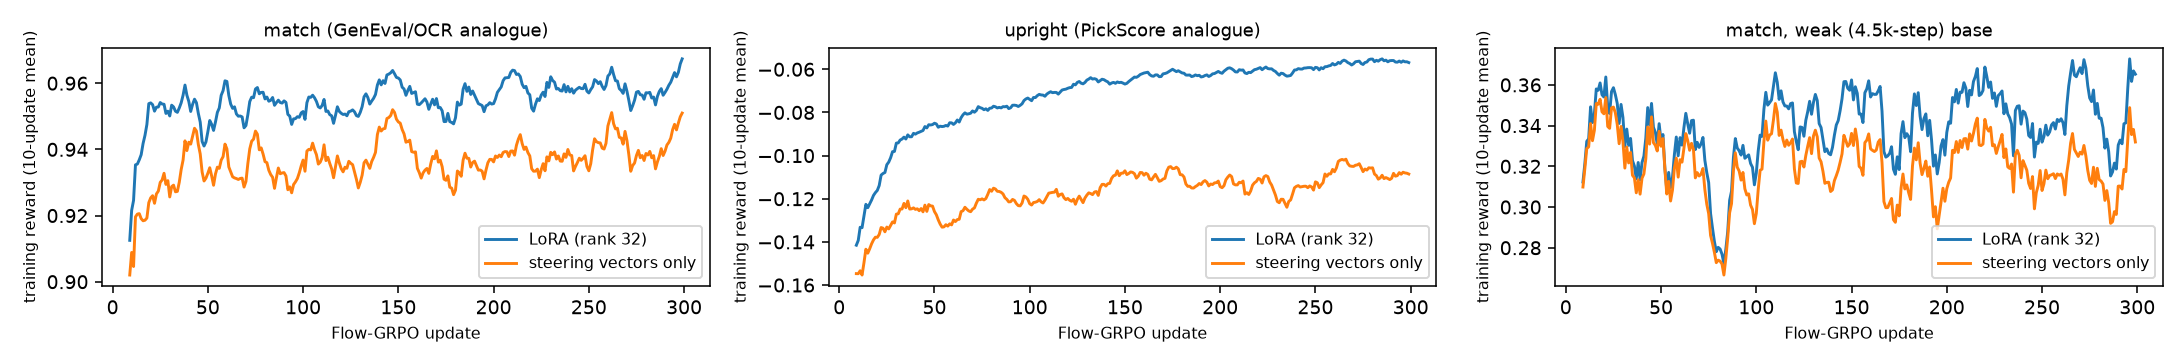 match (GenEval/OCR analogue)
training reward (10-update mean)
0.96
0.94
0.92
0.90
0
50
100
150
200
250
300
Flow-GRPO update
LoRA (rank 32)
steering vectors only
upright (PickScore analogue)
training reward (10-update mean)
−0.06
−0.08
−0.10
−0.12
−0.14
−0.16
0
50
100
150
200
250
300
Flow-GRPO update
LoRA (rank 32)
steering vectors only
match, weak (4.5k-step) base
training reward (10-update mean)
0.36
0.34
0.32
0.30
0.28
0
50
100
150
200
250
300
Flow-GRPO update
LoRA (rank 32)
steering vectors only